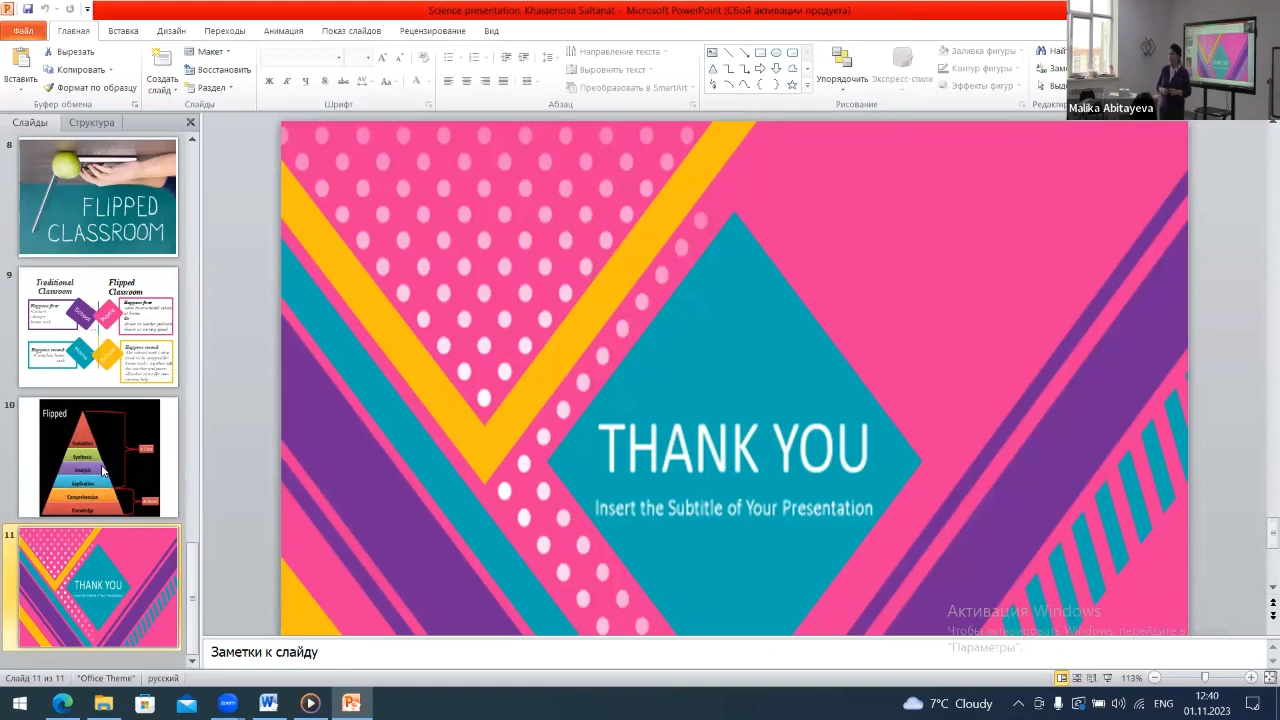 Science presentation, Khassenova Saltanat - Microsoft PowerPoint (Сбой активации продукта)
Файл Главная Вставка Дизайн Переходы Анимация Показ слайдов Рецензирование Вид
Вставить
Вырезать
Копировать
Формат по образцу
Буфер обмена
Создать слайд
Макет
Восстановить
Раздел
Слайды
Шрифт
Направление текста
Выровнять текст
Преобразовать в SmartArt
Абзац
Упорядочить
Экспресс-стили
Заливка фигуры
Контур фигуры
Эффекты фигур
Рисование
Malika Abitayeva
Слайды Структура
8
FLIPPED
CLASSROOM
9
Traditional Classroom
Flipped Classroom
10
Flipped
Evaluation
Synthesis
Analysis
Application
Comprehension
Knowledge
11
THANK YOU
THANK YOU
Insert the Subtitle of Your Presentation
Активация Windows
Чтобы активировать Windows, перейдите в раздел
"Параметры".
Заметки к слайду
Слайд 11 из 11 "Office Theme" русский 113%
zoom
7°C Cloudy ENG 12:40
01.11.2023